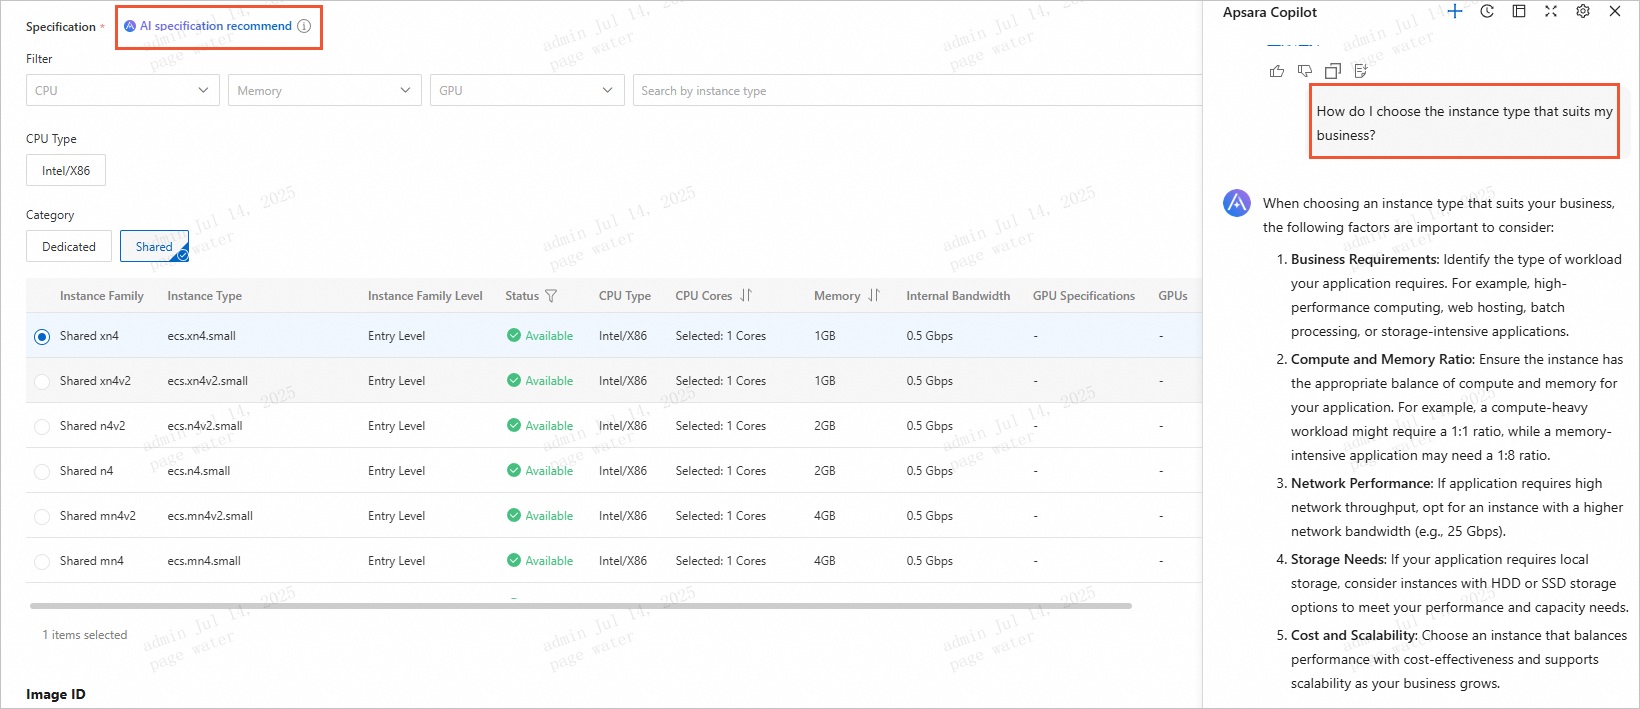 Specification * AI specification recommend
Filter
CPU Memory GPU Search by instance type
CPU Type
Intel/X86
Category
Dedicated Shared
Instance Family Instance Type Instance Family Level Status CPU Type CPU Cores Memory Internal Bandwidth GPU Specifications GPUs
Shared xn4 ecs.xn4.small Entry Level Available Intel/X86 Selected: 1 Cores 1GB 0.5 Gbps - -
Shared xn4v2 ecs.xn4v2.small Entry Level Available Intel/X86 Selected: 1 Cores 1GB 0.5 Gbps - -
Shared n4v2 ecs.n4v2.small Entry Level Available Intel/X86 Selected: 1 Cores 2GB 0.5 Gbps - -
Shared n4 ecs.n4.small Entry Level Available Intel/X86 Selected: 1 Cores 2GB 0.5 Gbps - -
Shared mn4v2 ecs.mn4v2.small Entry Level Available Intel/X86 Selected: 1 Cores 4GB 0.5 Gbps - -
Shared mn4 ecs.mn4.small Entry Level Available Intel/X86 Selected: 1 Cores 4GB 0.5 Gbps - -
1 items selected
Image ID
Apsara Copilot
How do I choose the instance type that suits my
business?
When choosing an instance type that suits your business,
the following factors are important to consider:
1. Business Requirements: Identify the type of workload
your application requires. For example, high-
performance computing, web hosting, batch
processing, or storage-intensive applications.
2. Compute and Memory Ratio: Ensure the instance has
the appropriate balance of compute and memory for
your application. For example, a compute-heavy
workload might require a 1:1 ratio, while a memory-
intensive application may need a 1:8 ratio.
3. Network Performance: If application requires high
network throughput, opt for an instance with a higher
network bandwidth (e.g., 25 Gbps).
4. Storage Needs: If your application requires local
storage, consider instances with HDD or SSD storage
options to meet your performance and capacity needs.
5. Cost and Scalability: Choose an instance that balances
performance with cost-effectiveness and supports
scalability as your business grows.
admin Jul 14, 2025
page water